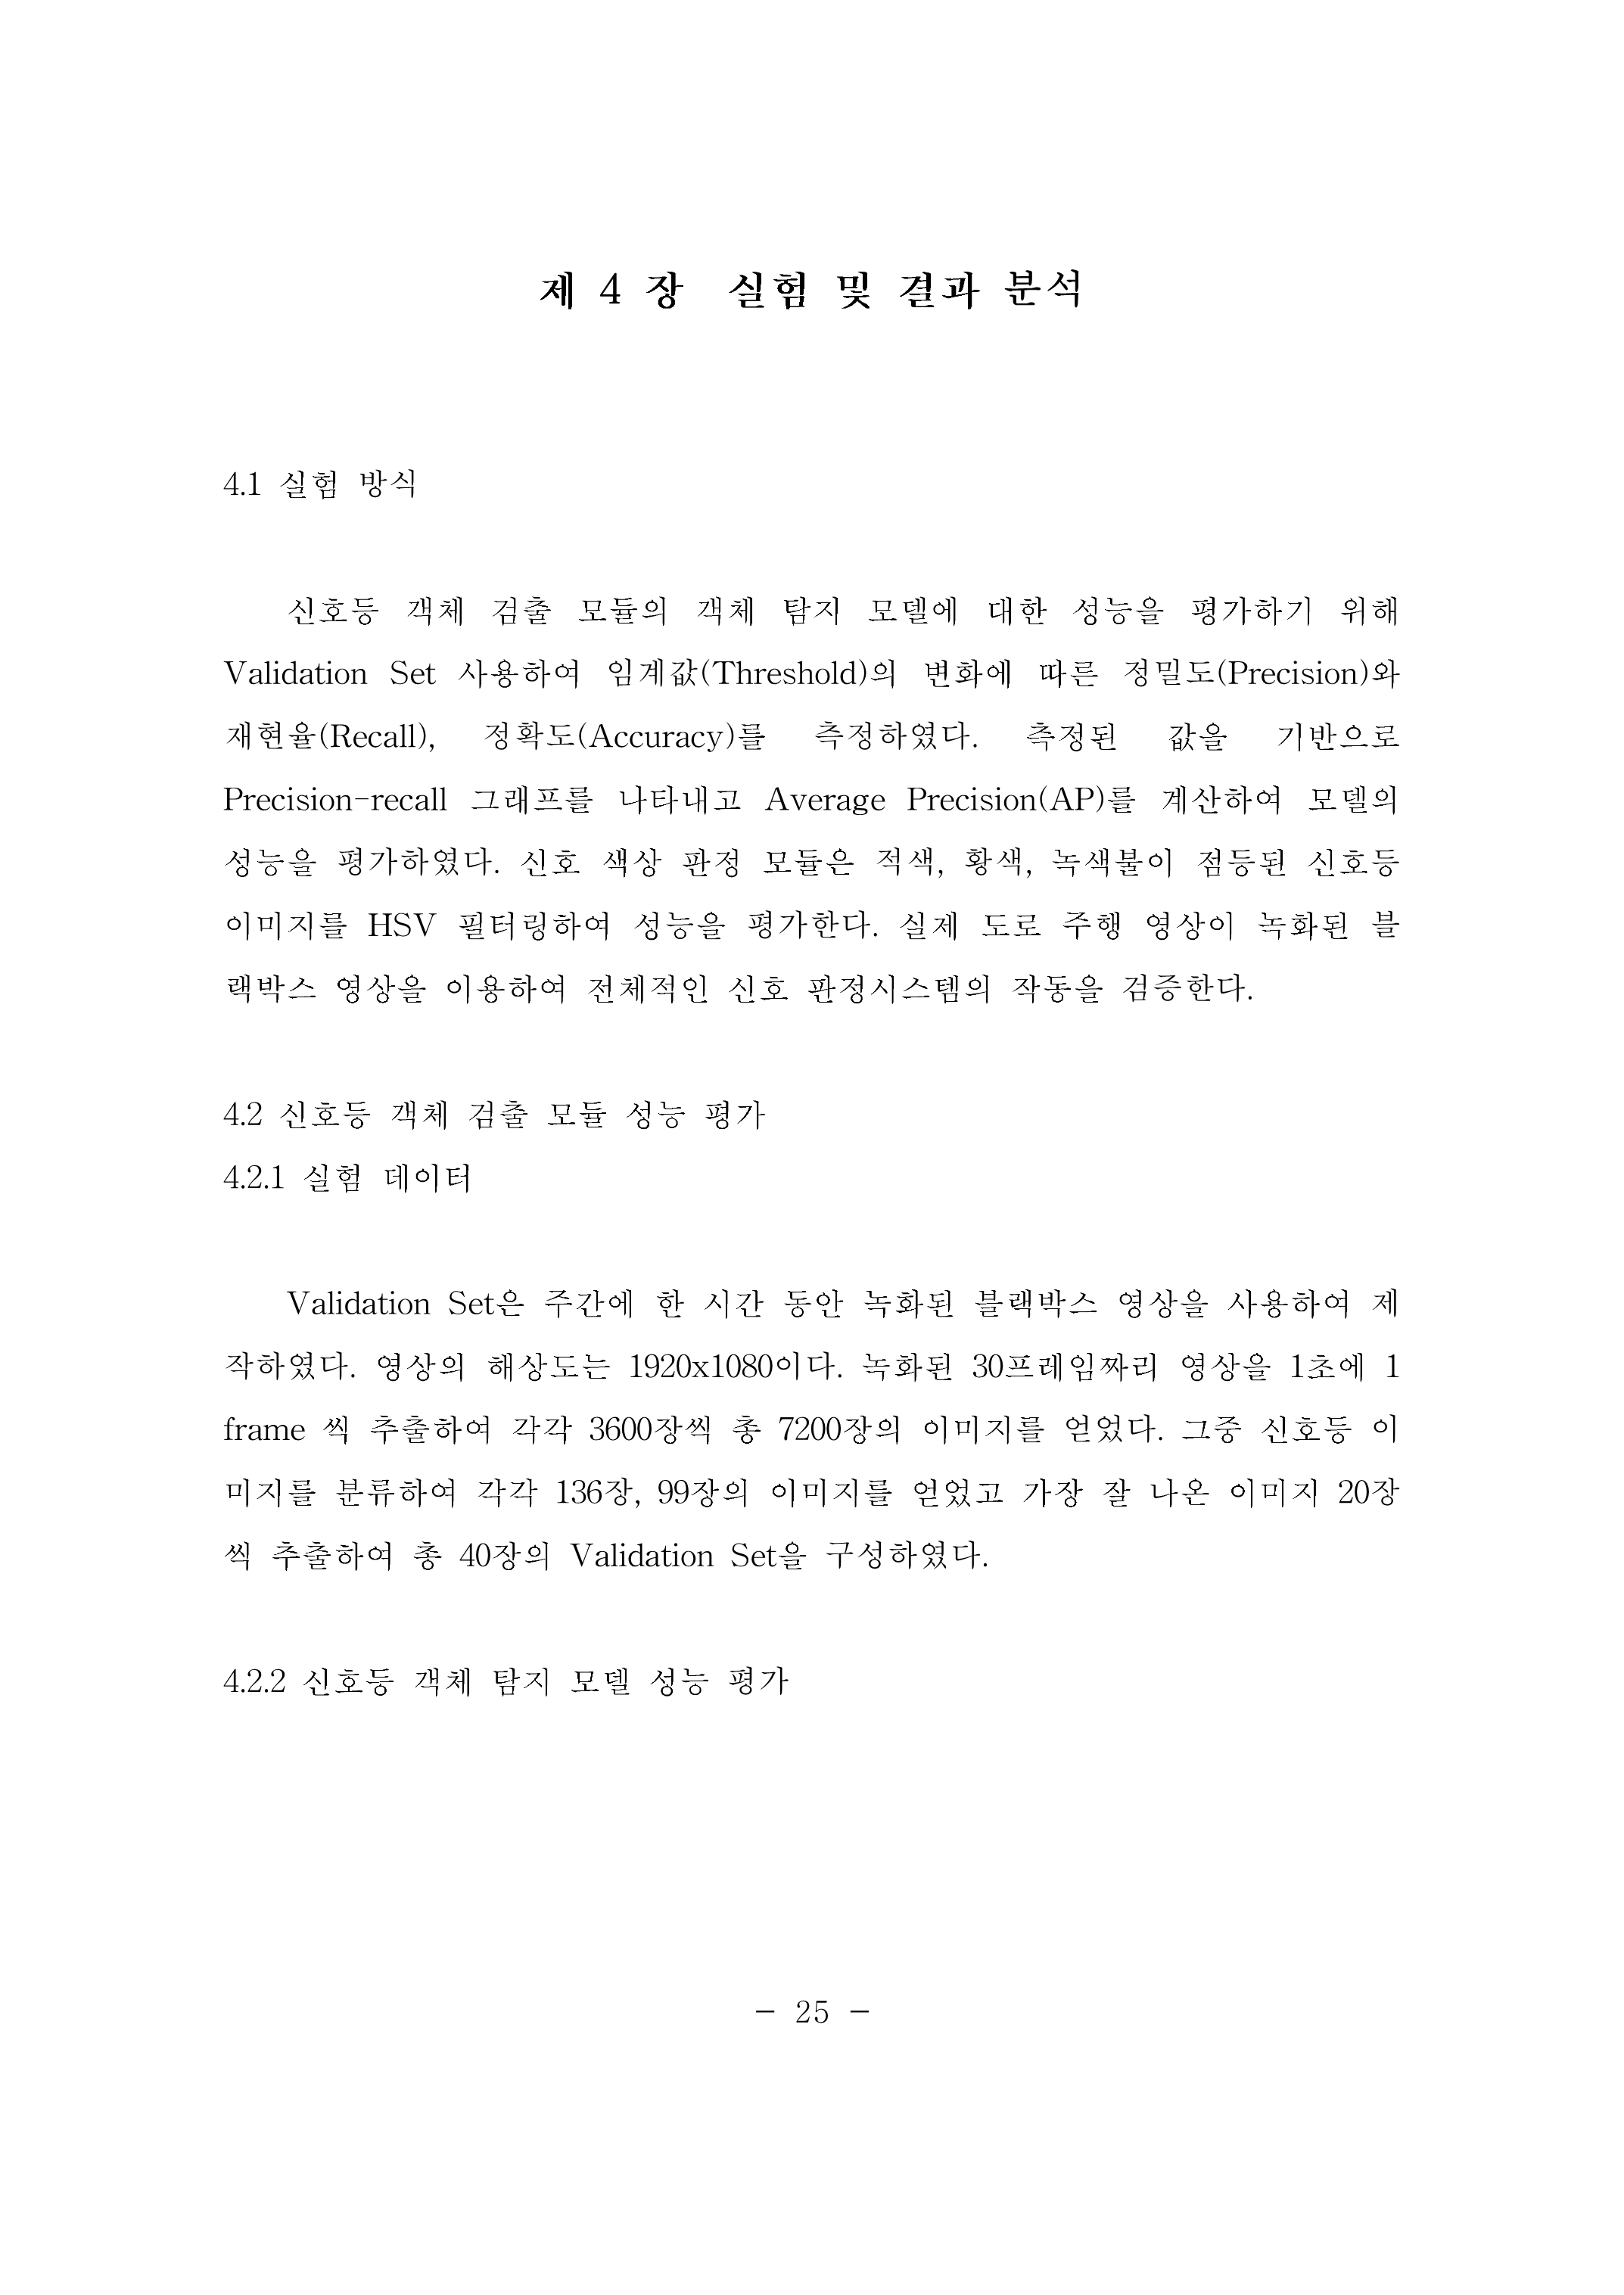 제 4 장 실험 및 결과 분석
4.1 실험 방식
신호등 객체 검출 모듈의 객체 탐지 모델에 대한 성능을 평가하기 위해
Validation Set 사용하여 임계값(Threshold)의 변화에 따른 정밀도(Precision)와
재현율(Recall), 정확도(Accuracy)를 측정하였다. 측정된 값을 기반으로
Precision-recall 그래프를 나타내고 Average Precision(AP)를 계산하여 모델의
성능을 평가하였다. 신호 색상 판정 모듈은 적색, 황색, 녹색불이 점등된 신호등
이미지를 HSV 필터링하여 성능을 평가한다. 실제 도로 주행 영상이 녹화된 블
랙박스 영상을 이용하여 전체적인 신호 판정시스템의 작동을 검증한다.
4.2 신호등 객체 검출 모듈 성능 평가
4.2.1 실험 데이터
Validation Set은 주간에 한 시간 동안 녹화된 블랙박스 영상을 사용하여 제
작하였다. 영상의 해상도는 1920x1080이다. 녹화된 30프레임짜리 영상을 1초에 1
frame 씩 추출하여 각각 3600장씩 총 7200장의 이미지를 얻었다. 그중 신호등 이
미지를 분류하여 각각 136장, 99장의 이미지를 얻었고 가장 잘 나온 이미지 20장
씩 추출하여 총 40장의 Validation Set을 구성하였다.
4.2.2 신호등 객체 탐지 모델 성능 평가
- 25 -